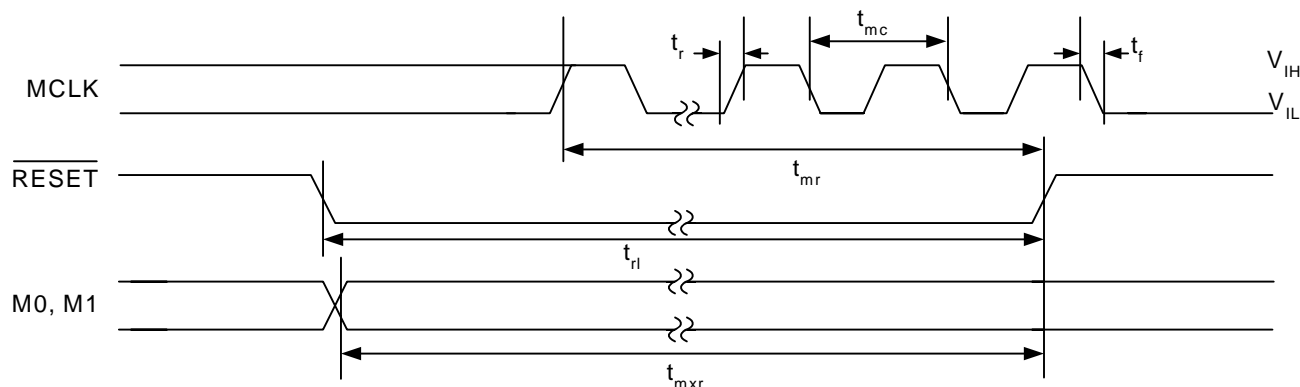 t_mc
t_r
t_f
V_IH
MCLK
V_IL
t_mr
RESET
t_rl
M0, M1
t_mxr